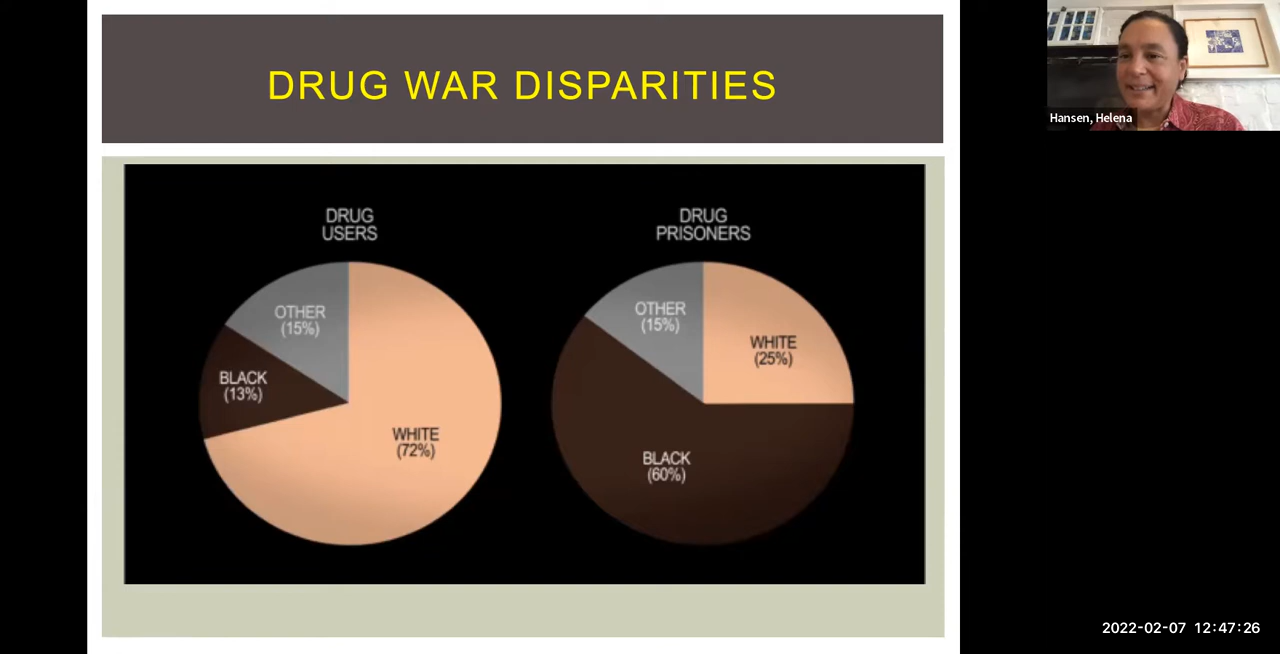 DRUG WAR DISPARITIES
Hansen, Helena
DRUG
USERS
OTHER
(15%)
BLACK
(13%)
WHITE
(72%)
DRUG
PRISONERS
OTHER
(15%)
WHITE
(25%)
BLACK
(60%)
2022-02-07 12:47:26